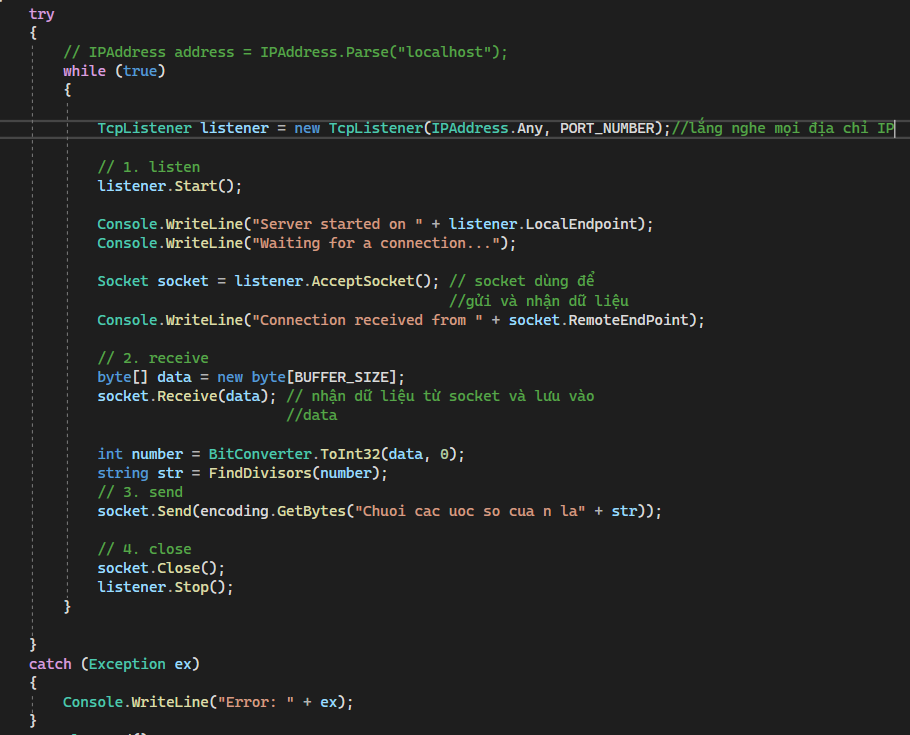 try
{
// IPAddress address = IPAddress.Parse("localhost");
while (true)
{
TcpListener listener = new TcpListener(IPAddress.Any, PORT_NUMBER);//lắng nghe mọi địa chỉ IP
// 1. listen
listener.Start();
Console.WriteLine("Server started on " + listener.LocalEndpoint);
Console.WriteLine("Waiting for a connection...");
Socket socket = listener.AcceptSocket(); // socket dùng để
//gửi và nhận dữ liệu
Console.WriteLine("Connection received from " + socket.RemoteEndPoint);
// 2. receive
byte[] data = new byte[BUFFER_SIZE];
socket.Receive(data); // nhận dữ liệu từ socket và lưu vào
//data
int number = BitConverter.ToInt32(data, 0);
string str = FindDivisors(number);
// 3. send
socket.Send(encoding.GetBytes("Chuoi cac uoc so cua n la" + str));
// 4. close
socket.Close();
listener.Stop();
}
}
catch (Exception ex)
{
Console.WriteLine("Error: " + ex);
}